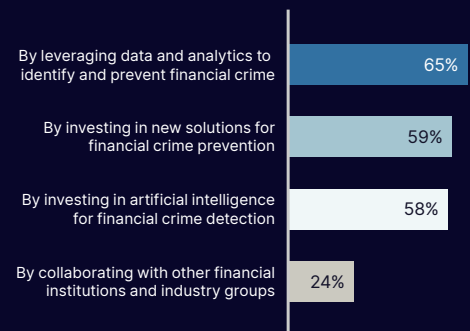 By leveraging data and analytics to
identify and prevent financial crime
65%
By investing in new solutions for
financial crime prevention
59%
By investing in artificial intelligence
for financial crime detection
58%
By collaborating with other financial
institutions and industry groups
24%